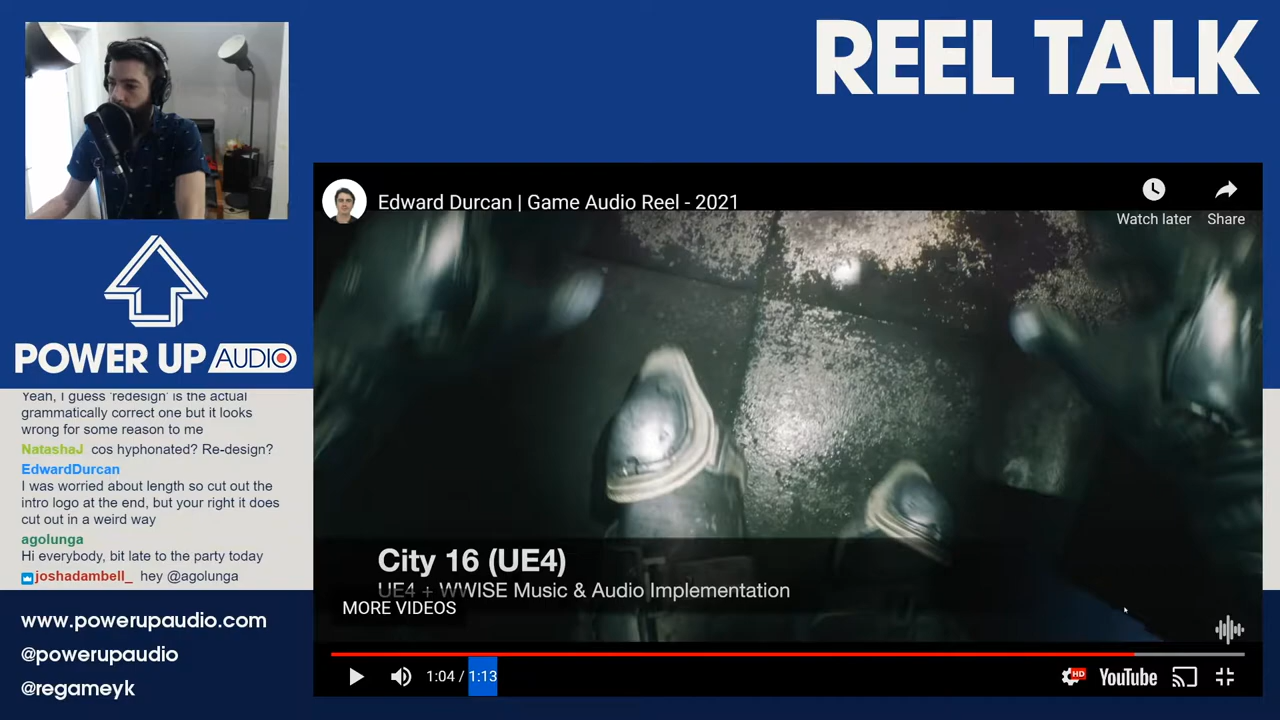 REEL TALK
Edward Durcan | Game Audio Reel - 2021
Watch later
Share
POWER UP AUDIO
Yeah, I guess 'redesign' is the actual
grammatically correct one but it looks
wrong for some reason to me
NatashaJ cos hyphonated? Re-design?
EdwardDurcan
I was worried about length so cut out the
intro logo at the end, but your right it does
cut out in a weird way
agolunga
Hi everybody, bit late to the party today
joshadambell_ hey @agolunga
City 16 (UE4)
UE4 + WWISE Music & Audio Implementation
MORE VIDEOS
1:04 / 1:13
HD
YouTube
www.powerupaudio.com
@powerupaudio
@regameyk